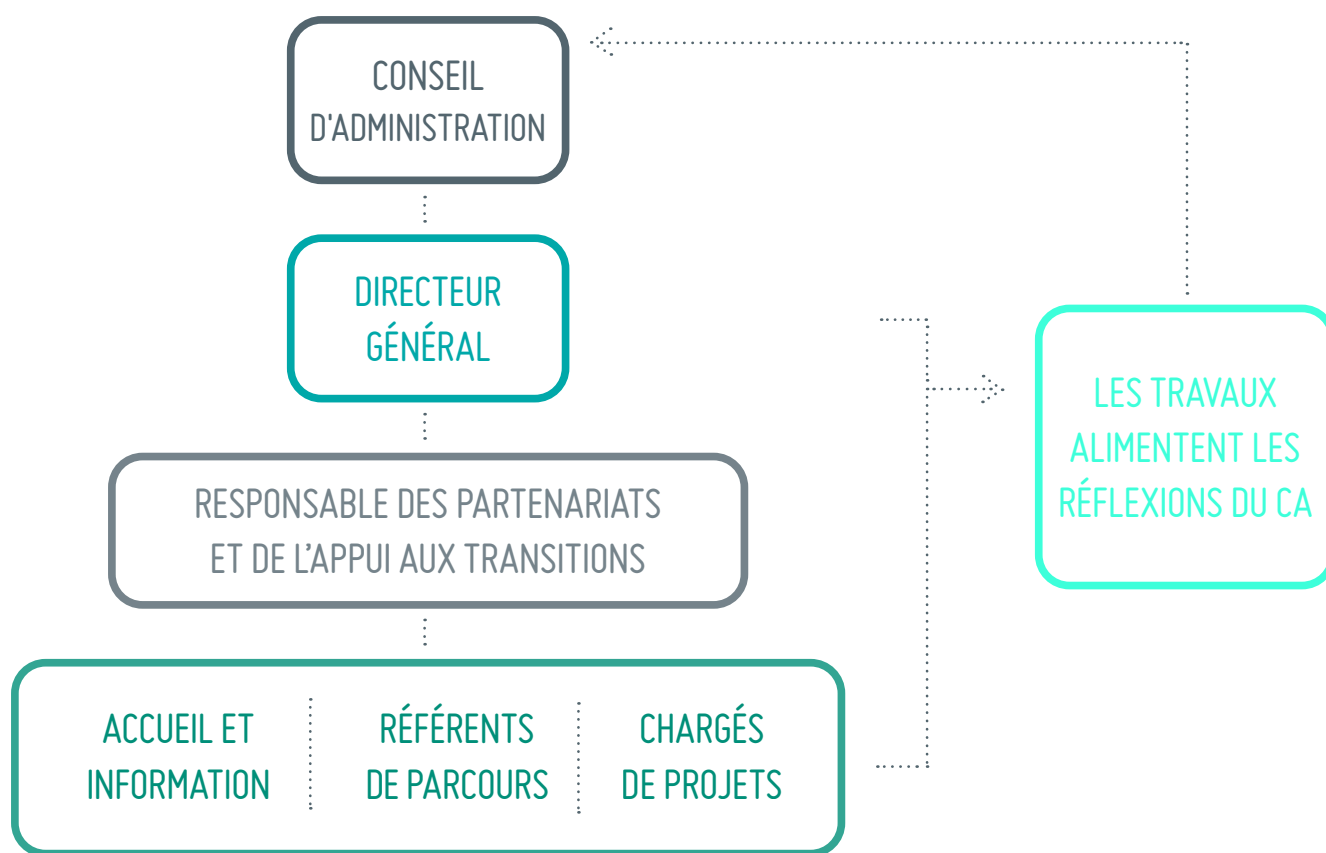 CONSEIL
D'ADMINISTRATION
DIRECTEUR
GÉNÉRAL
RESPONSABLE DES PARTENARIATS
ET DE L'APPUI AUX TRANSITIONS
ACCUEIL ET
INFORMATION
RÉFÉRENTS
DE PARCOURS
CHARGÉS
DE PROJETS
LES TRAVAUX
ALIMENTENT LES
RÉFLEXIONS DU CA